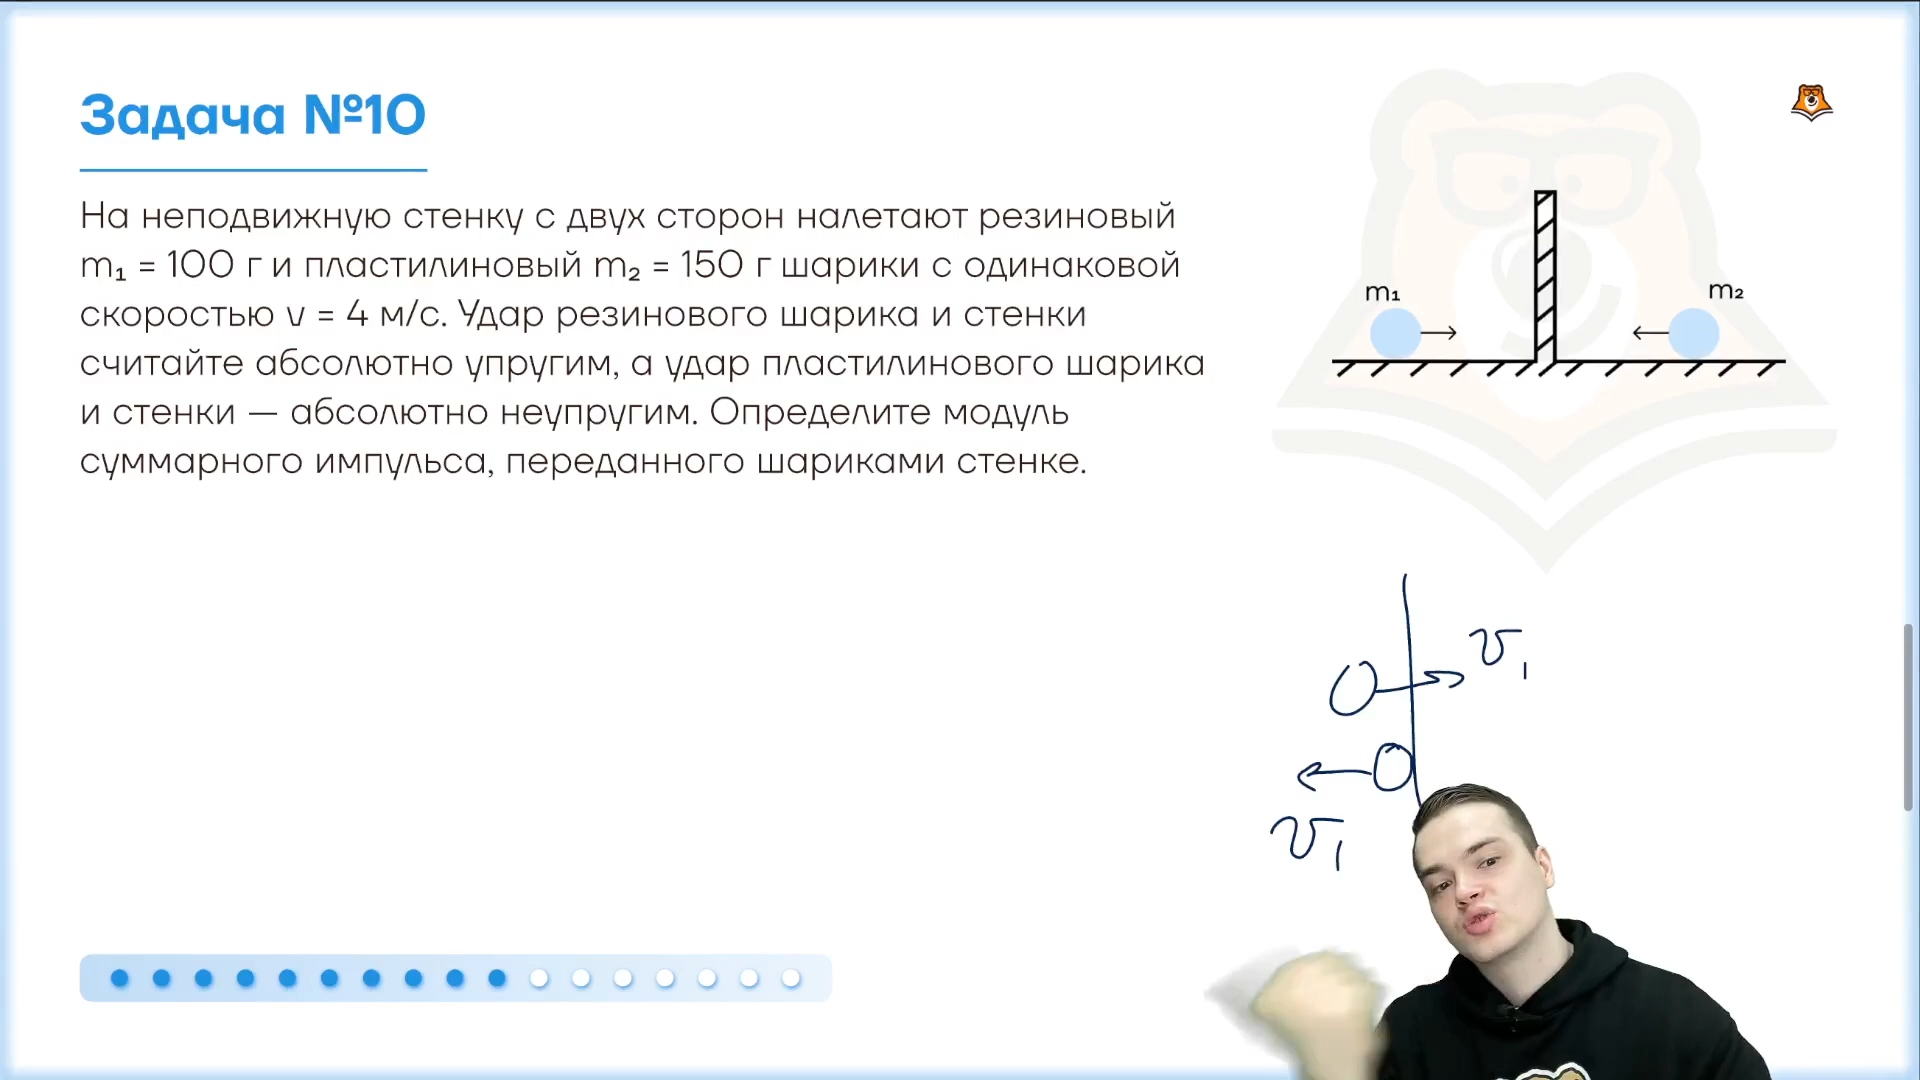 Задача №10
На неподвижную стенку с двух сторон налетают резиновый
m₁ = 100 г и пластилиновый m₂ = 150 г шарики с одинаковой
скоростью v = 4 м/с. Удар резинового шарика и стенки
считайте абсолютно упругим, а удар пластилинового шарика
и стенки — абсолютно неупругим. Определите модуль
суммарного импульса, переданного шариками стенке.
m₁
m₂
v₁
v₁